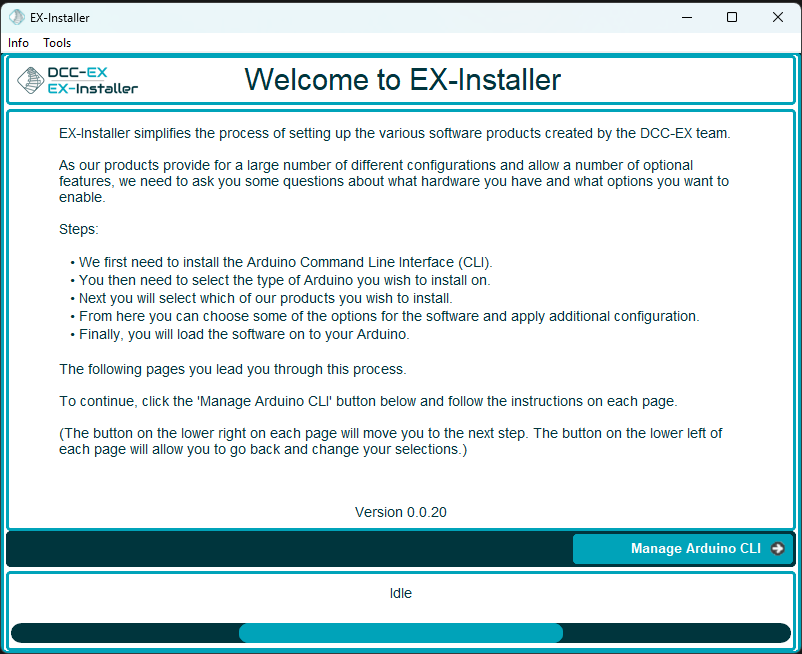 EX-Installer
Info Tools
DCC-EX
EX-Installer
Welcome to EX-Installer
EX-Installer simplifies the process of setting up the various software products created by the DCC-EX team.
As our products provide for a large number of different configurations and allow a number of optional
features, we need to ask you some questions about what hardware you have and what options you want to
enable.
Steps:
• We first need to install the Arduino Command Line Interface (CLI).
• You then need to select the type of Arduino you wish to install on.
• Next you will select which of our products you wish to install.
• From here you can choose some of the options for the software and apply additional configuration.
• Finally, you will load the software on to your Arduino.
The following pages you lead you through this process.
To continue, click the 'Manage Arduino CLI' button below and follow the instructions on each page.
(The button on the lower right on each page will move you to the next step. The button on the lower left of
each page will allow you to go back and change your selections.)
Version 0.0.20
Manage Arduino CLI
Idle